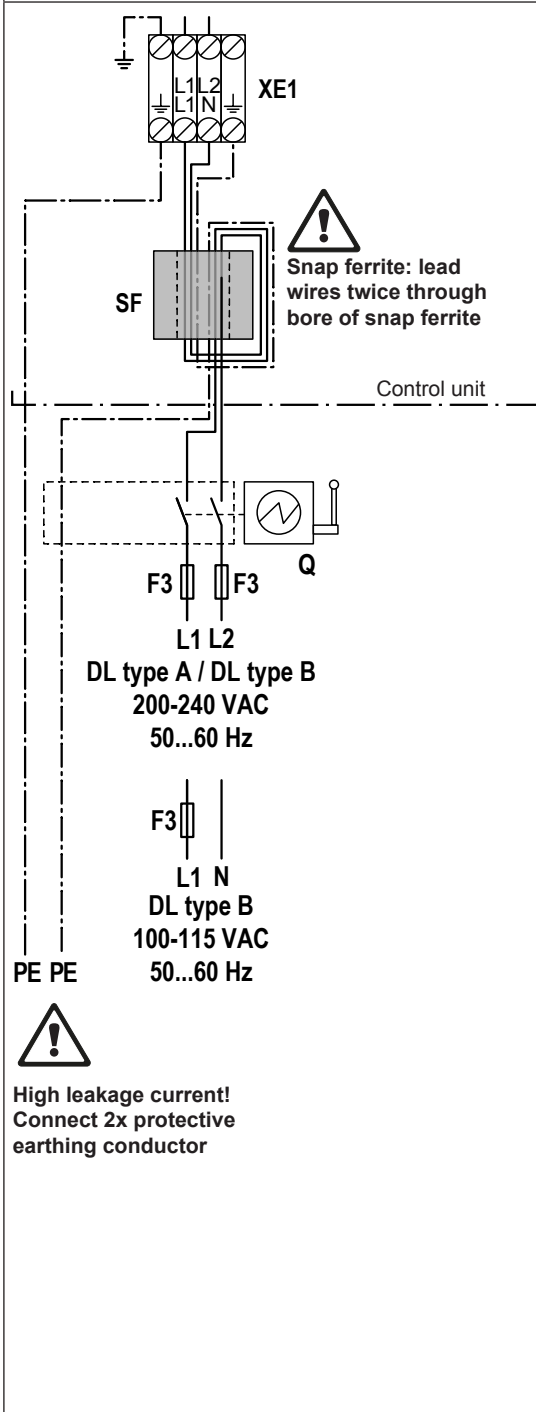 L1 L2
L1 N
XE1
Snap ferrite: lead
wires twice through
bore of snap ferrite
SF
Control unit
Q
F3 F3
L1 L2
DL type A / DL type B
200-240 VAC
50...60 Hz
F3
L1 N
DL type B
100-115 VAC
50...60 Hz
PE PE
High leakage current!
Connect 2x protective
earthing conductor